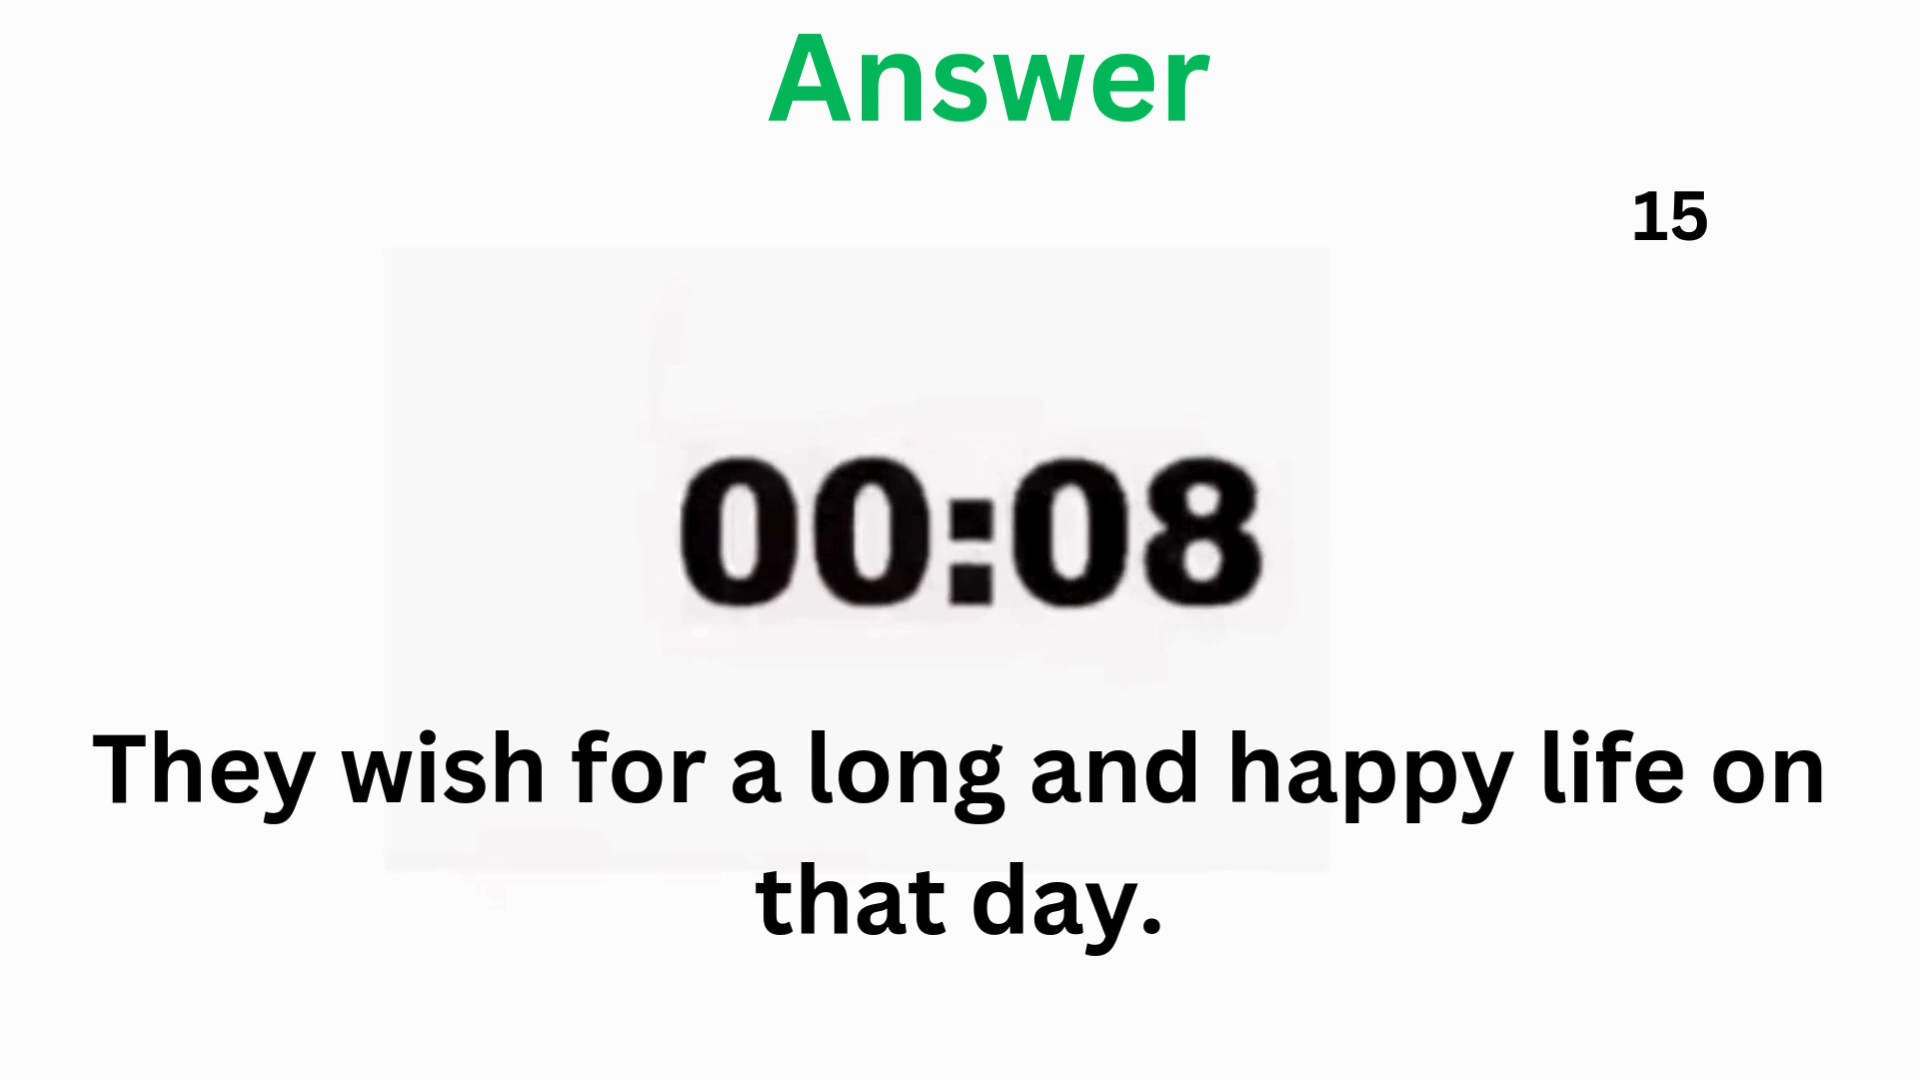 Answer
15
00:08
They wish for a long and happy life on
that day.